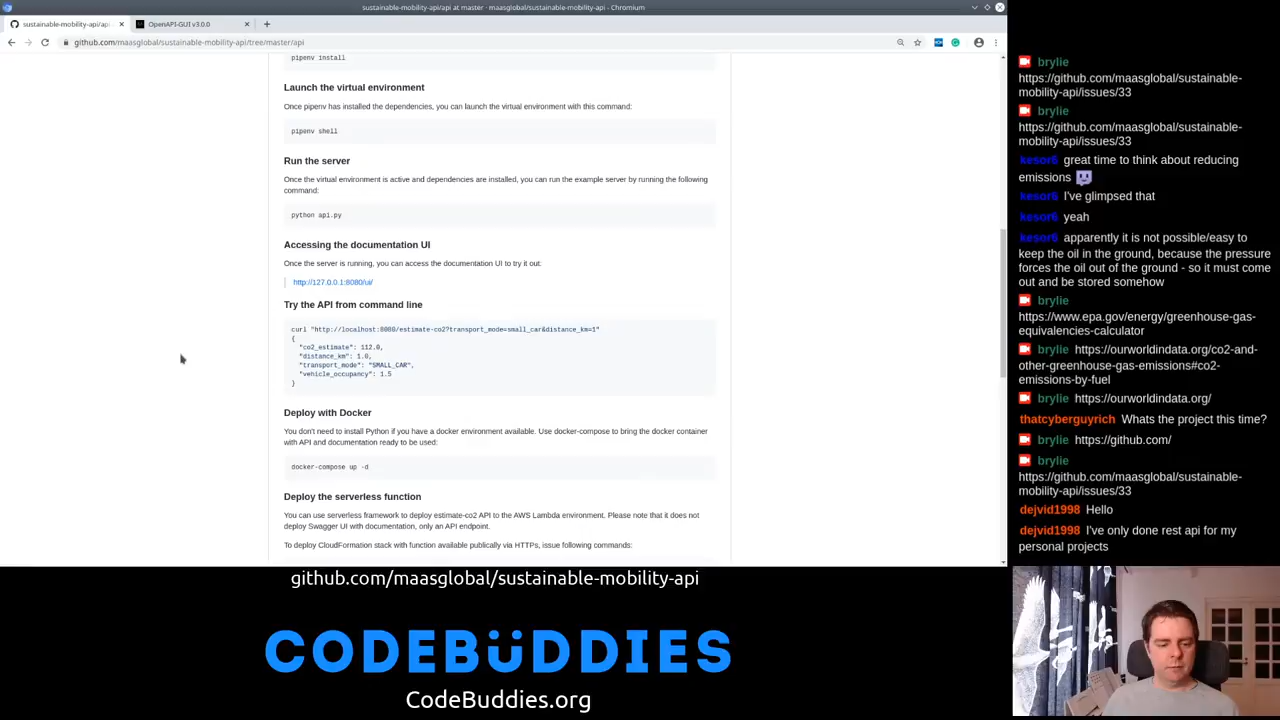 sustainable-mobility-api/api at master · maasglobal/sustainable-mobility-api - Chromium
sustainable-mobility-api/api
OpenAPI-GUI v3.0.0
github.com/maasglobal/sustainable-mobility-api/tree/master/api
pipenv install
Launch the virtual environment
Once pipenv has installed the dependencies, you can launch the virtual environment with this command:
pipenv shell
Run the server
Once the virtual environment is active and dependencies are installed, you can run the example server by running the following
command:
python api.py
Accessing the documentation UI
Once the server is running, you can access the documentation UI to try it out:
http://127.0.0.1:8080/ui/
Try the API from command line
curl "http://localhost:8080/estimate-co2?transport_mode=small_car&distance_km=1"
{
"co2_estimate": 112.0,
"distance_km": 1.0,
"transport_mode": "SMALL_CAR",
"vehicle_occupancy": 1.5
}
Deploy with Docker
You don't need to install Python if you have a docker environment available. Use docker-compose to bring the docker container
with API and documentation ready to be used:
docker-compose up -d
Deploy the serverless function
You can use serverless framework to deploy estimate-co2 API to the AWS Lambda environment. Please note that it does not
deploy Swagger UI with documentation, only an API endpoint.
To deploy CloudFormation stack with function available publically via HTTPs, issue following commands:
github.com/maasglobal/sustainable-mobility-api
CODEBÜDDIES
CodeBuddies.org
brylie
https://github.com/maasglobal/sustainable-
mobility-api/issues/33
brylie
https://github.com/maasglobal/sustainable-
mobility-api/issues/33
kesor6 great time to think about reducing
emissions
kesor6 I've glimpsed that
kesor6 yeah
kesor6 apparently it is not possible/easy to
keep the oil in the ground, because the pressure
forces the oil out of the ground - so it must come
out and be stored somehow
brylie
https://www.epa.gov/energy/greenhouse-gas-
equivalencies-calculator
brylie https://ourworldindata.org/co2-and-
other-greenhouse-gas-emissions#co2-
emissions-by-fuel
brylie https://ourworldindata.org/
thatcyberguyrich Whats the project this time?
brylie https://github.com/
brylie
https://github.com/maasglobal/sustainable-
mobility-api/issues/33
dejvid1998 Hello
dejvid1998 I've only done rest api for my
personal projects